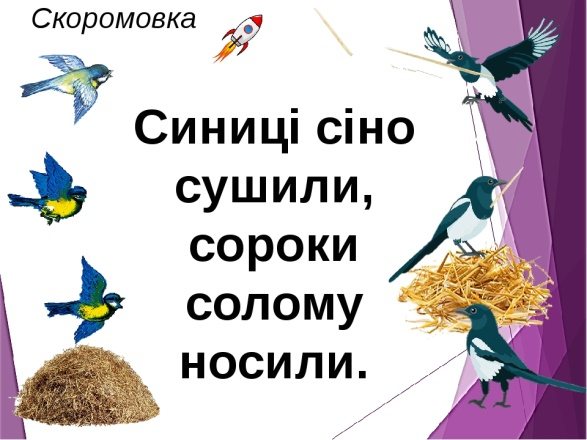 Скоромовка
Синиці сіно
сушили,
сороки
солому
носили.